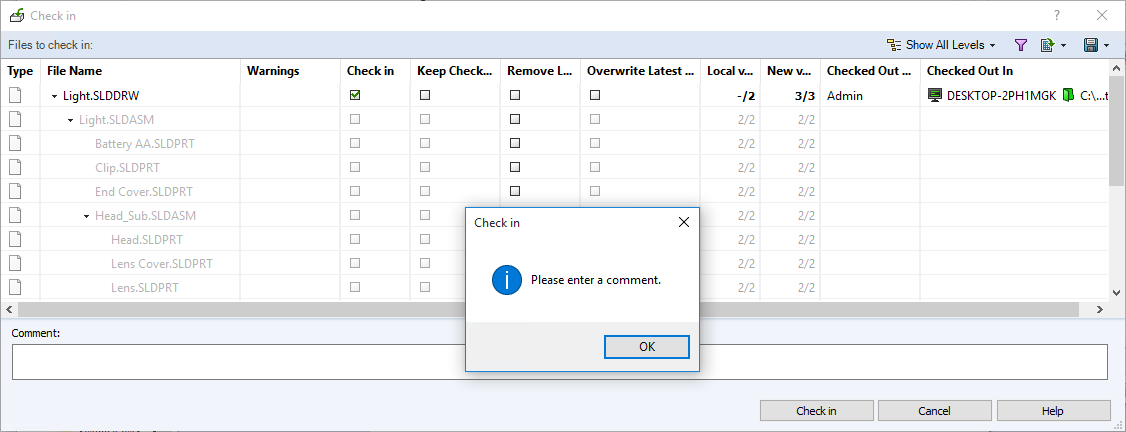 Check in ?
Files to check in: Show All Levels
Type File Name Warnings Check in Keep Check... Remove L... Overwrite Latest ... Local v... New v... Checked Out ... Checked Out In
Light.SLDDRW -/2 3/3 Admin DESKTOP-2PH1MGK C:\...t
Light.SLDASM 2/2 2/2
Battery AA.SLDPRT 2/2 2/2
Clip.SLDPRT 2/2 2/2
End Cover.SLDPRT 2/2 2/2
Head_Sub.SLDASM 2/2 2/2
Head.SLDPRT 2/2 2/2
Lens Cover.SLDPRT 2/2 2/2
Lens.SLDPRT 2/2 2/2
Check in
Please enter a comment.
OK
Comment:
Check in Cancel Help